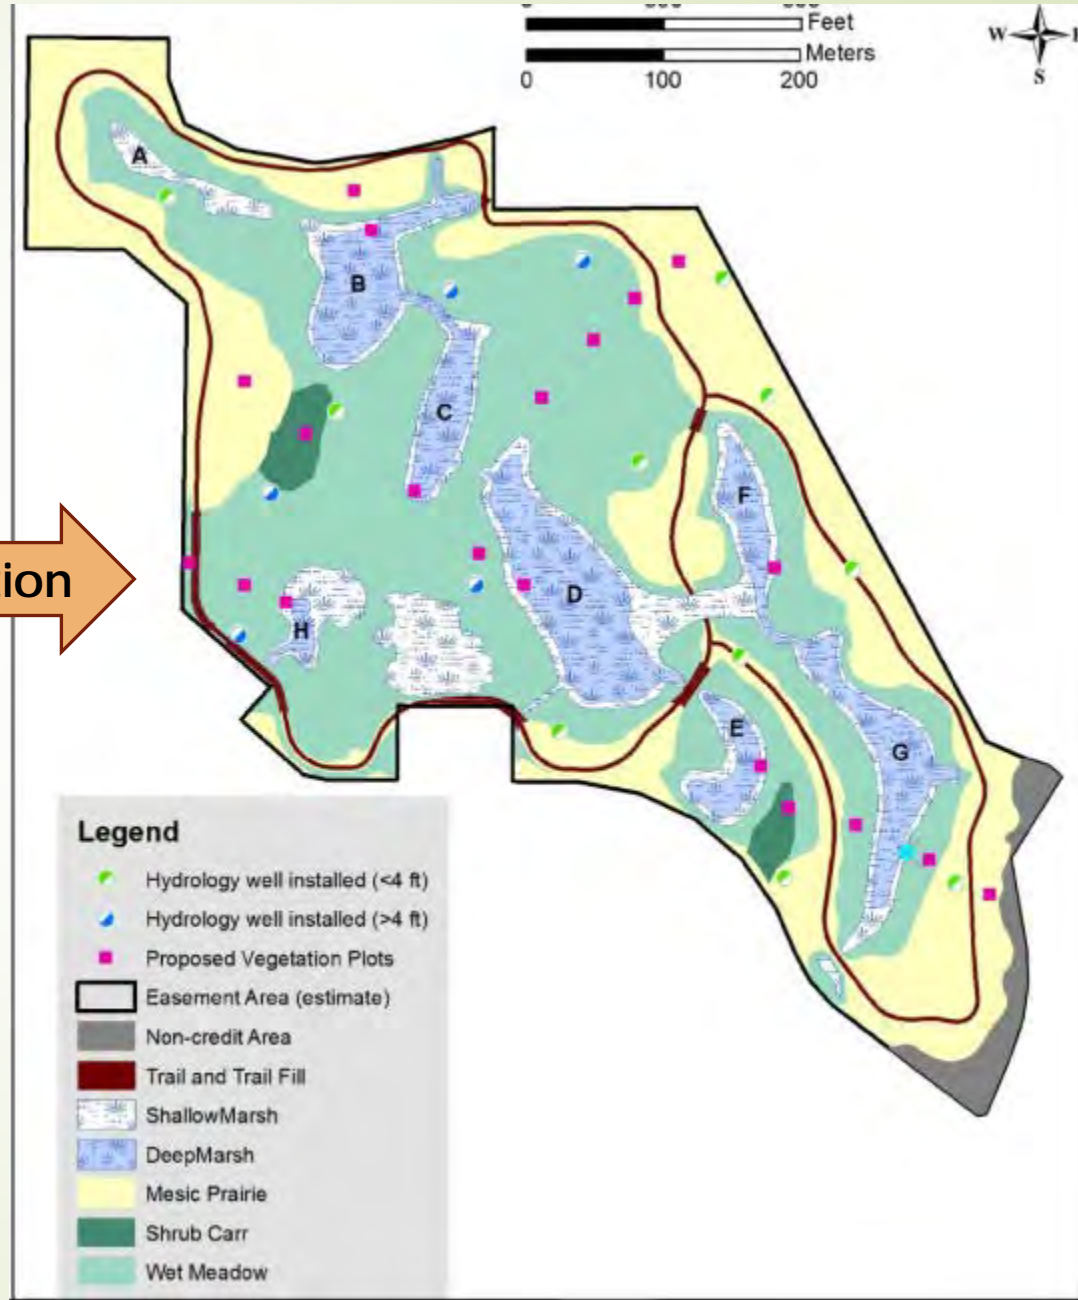 Feet
Meters
0 100 200
W
S
A
B
C
F
D
H
E
G
tion
Legend
Hydrology well installed (<4 ft)
Hydrology well installed (>4 ft)
Proposed Vegetation Plots
Easement Area (estimate)
Non-credit Area
Trail and Trail Fill
ShallowMarsh
DeepMarsh
Mesic Prairie
Shrub Carr
Wet Meadow